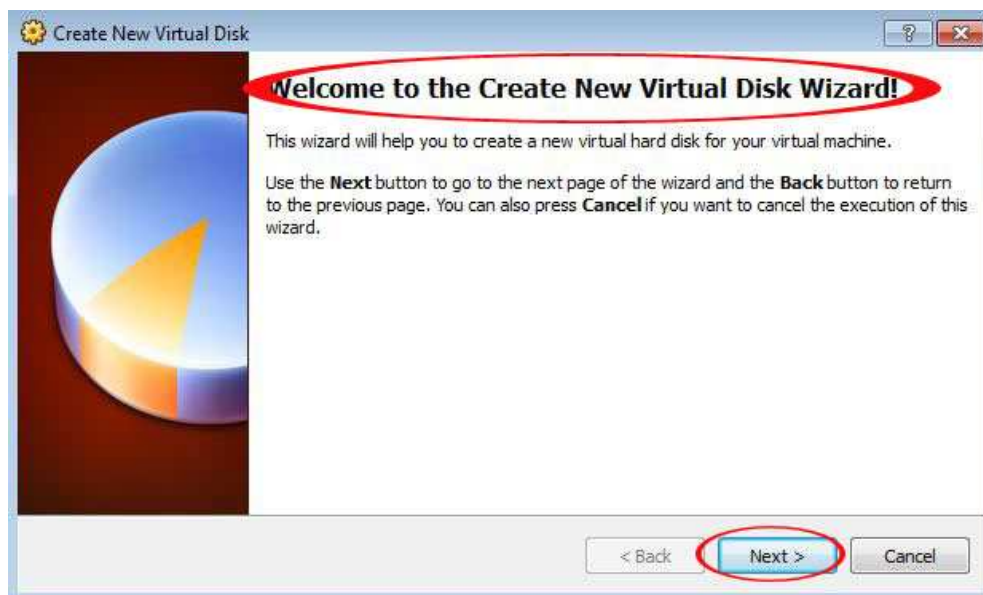 Create New Virtual Disk
Welcome to the Create New Virtual Disk Wizard!
This wizard will help you to create a new virtual hard disk for your virtual machine.
Use the Next button to go to the next page of the wizard and the Back button to return
to the previous page. You can also press Cancel if you want to cancel the execution of this
wizard.
< Back Next > Cancel